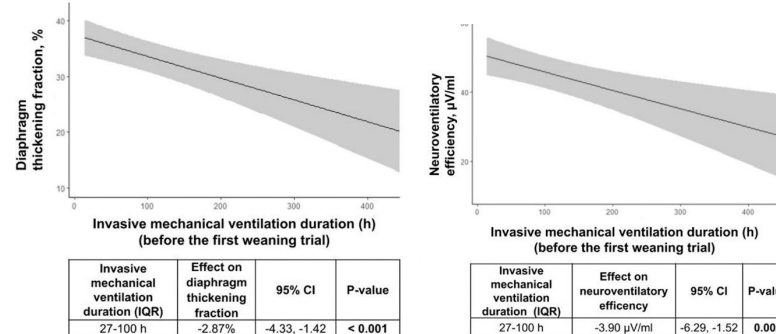 Diaphragm
thickening fraction, %
40
30
20
10
0
100
200
300
400
Invasive mechanical ventilation duration (h)
(before the first weaning trial)
Invasive
mechanical
ventilation
duration (IQR)
Effect on
diaphragm
thickening
fraction
95% CI
P-value
27-100 h
-2.87%
-4.33, -1.42
< 0.001
Neuroventilatory
efficiency, µV/ml
40
20
0
100
200
300
400
Invasive mechanical ventilation duration (h)
(before the first weaning trial)
Invasive
mechanical
ventilation
duration (IQR)
Effect on
neuroventilatory
efficency
95% CI
27-100 h
-3.90 µV/ml
-6.29, -1.52